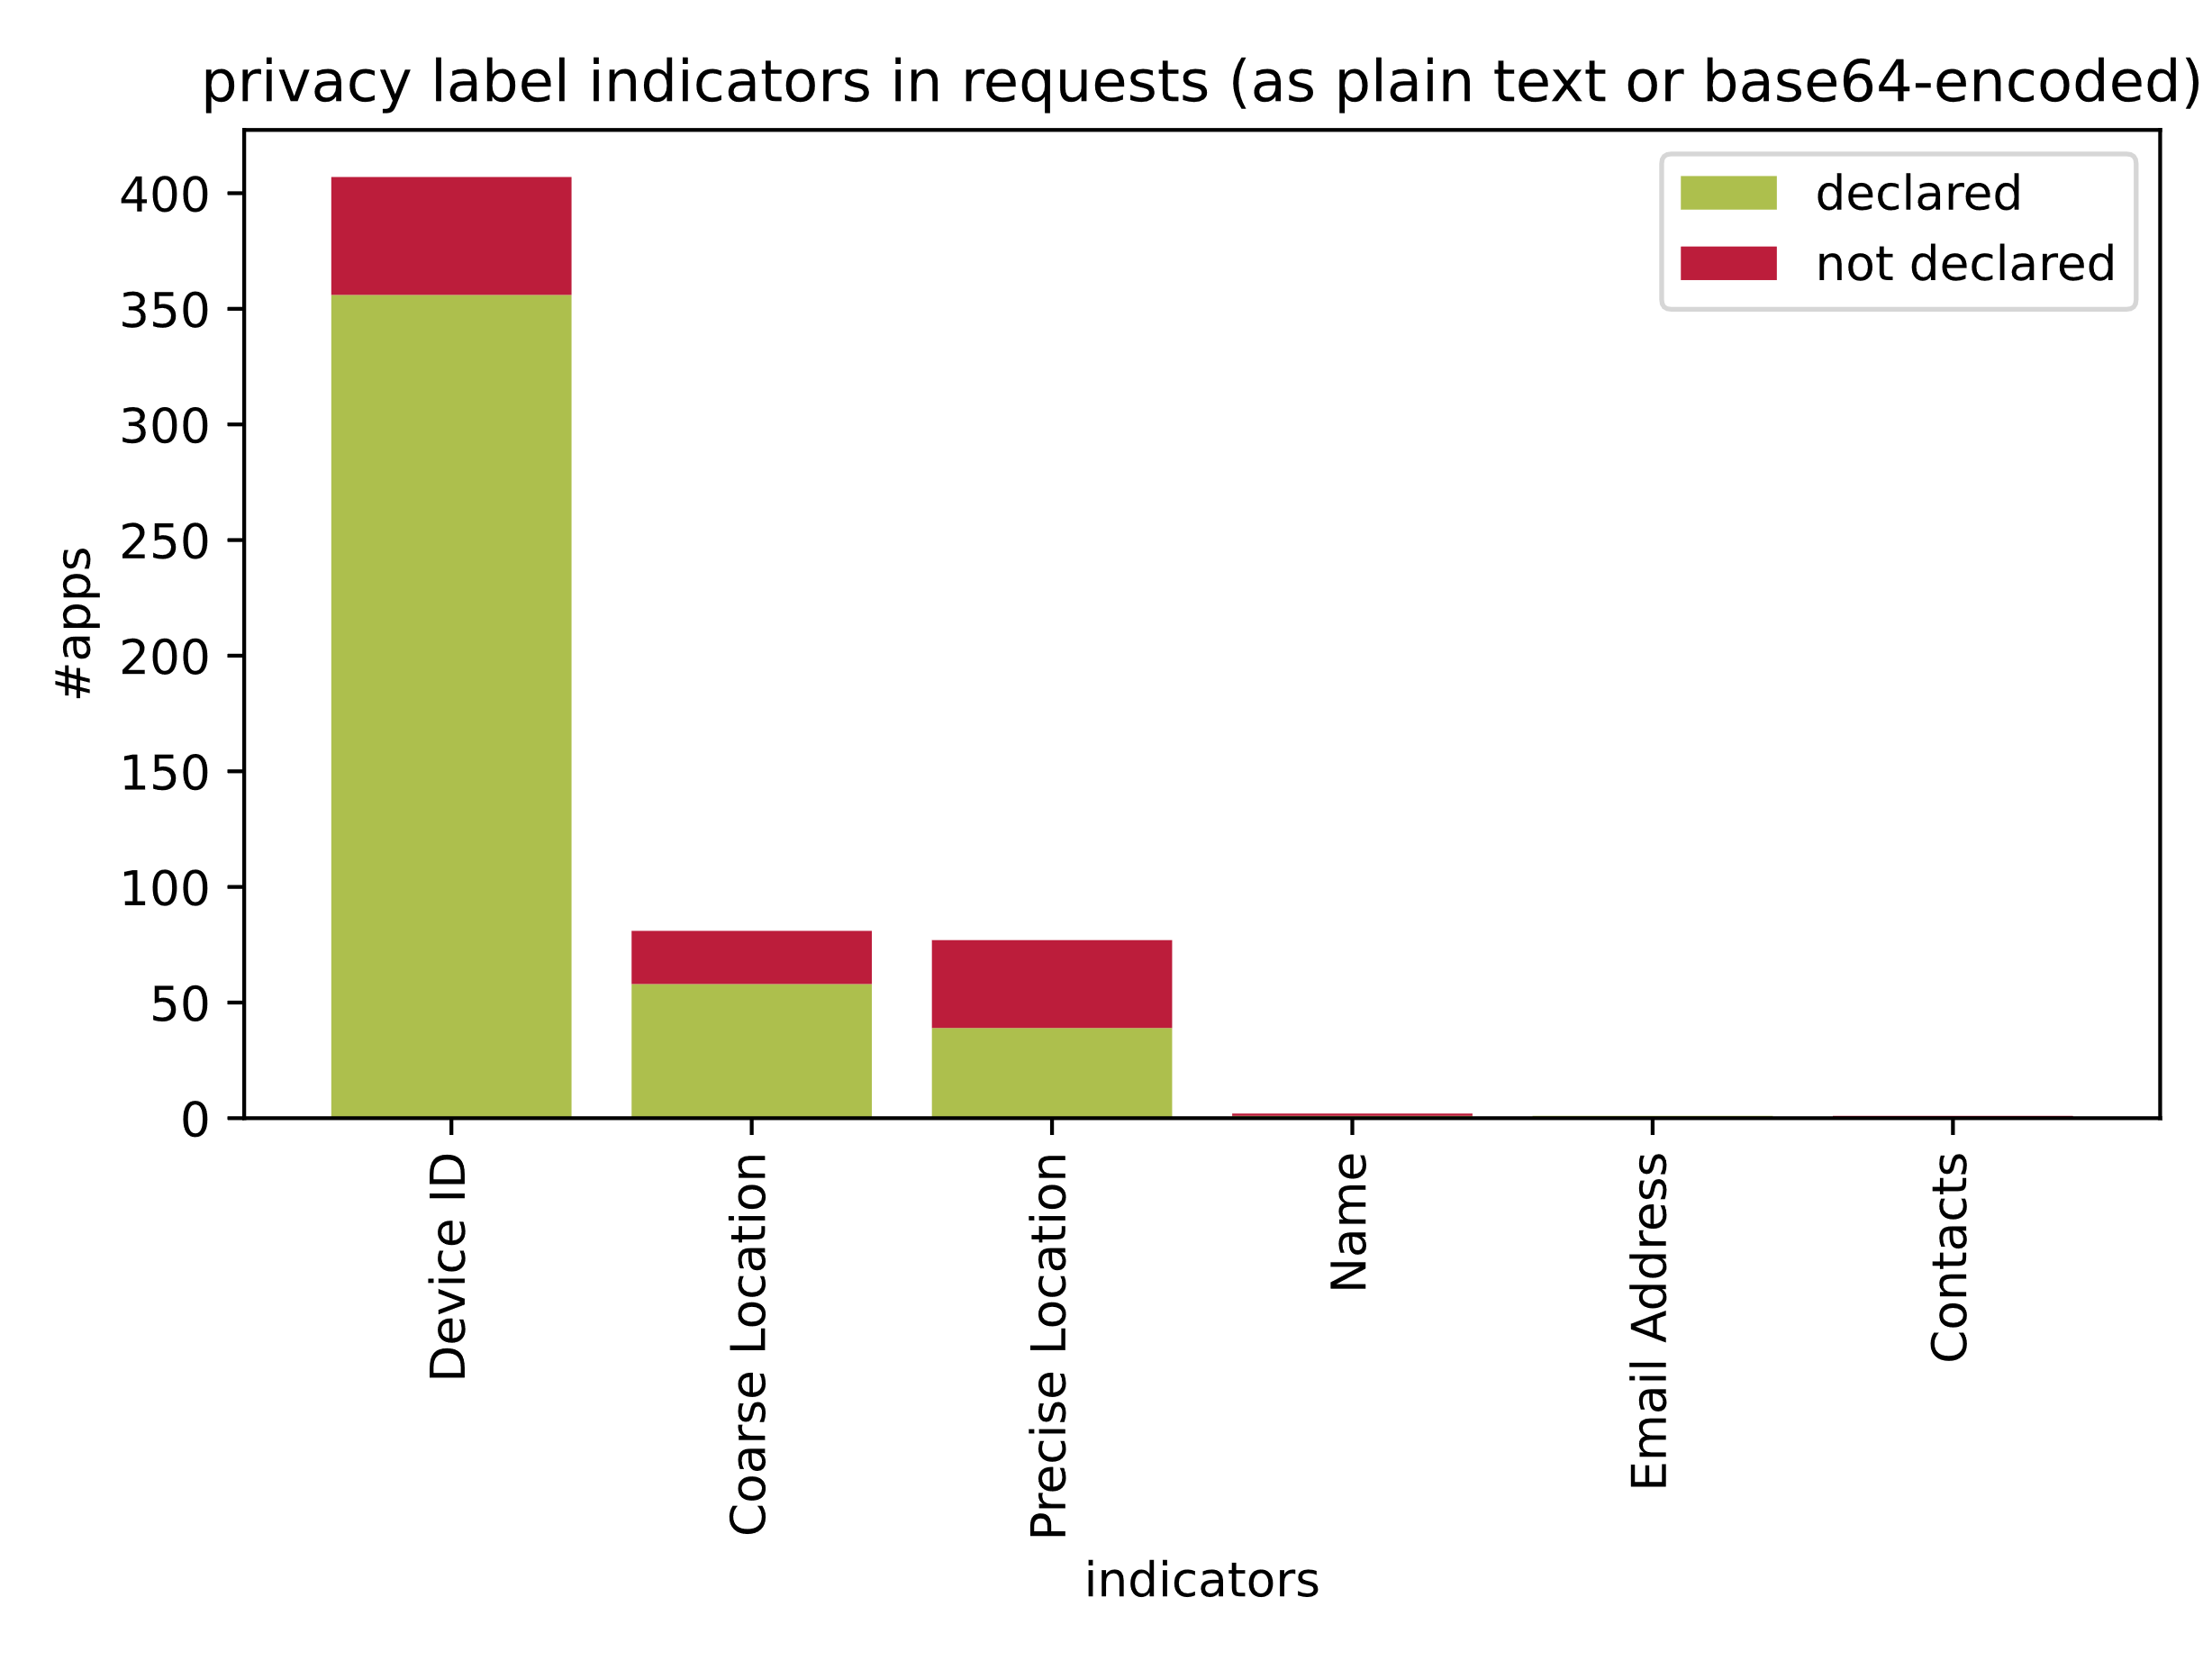 privacy label indicators in requests (as plain text or base64-encoded)
declared
not declared
400
350
300
250
200
150
100
50
0
#apps
Device ID
Coarse Location
Precise Location
Name
Email Address
Contacts
indicators